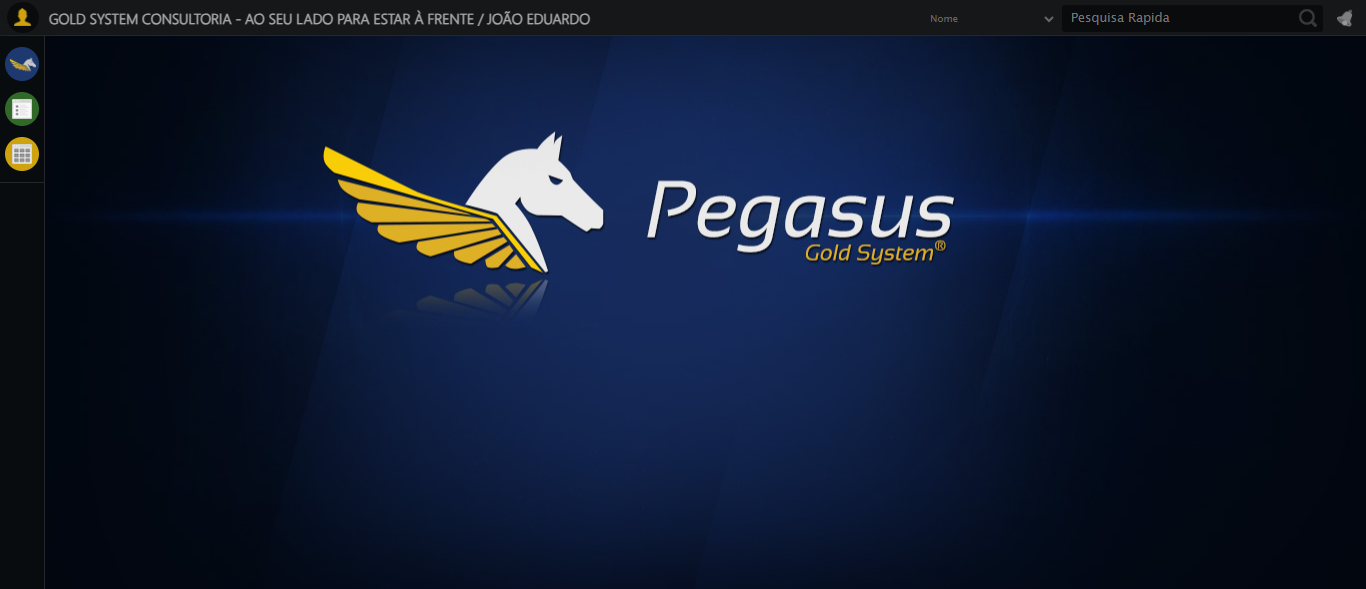 GOLD SYSTEM CONSULTORIA - AO SEU LADO PARA ESTAR À FRENTE / JOÃO EDUARDO
Nome
Pesquisa Rapida
Pegasus
Gold System®